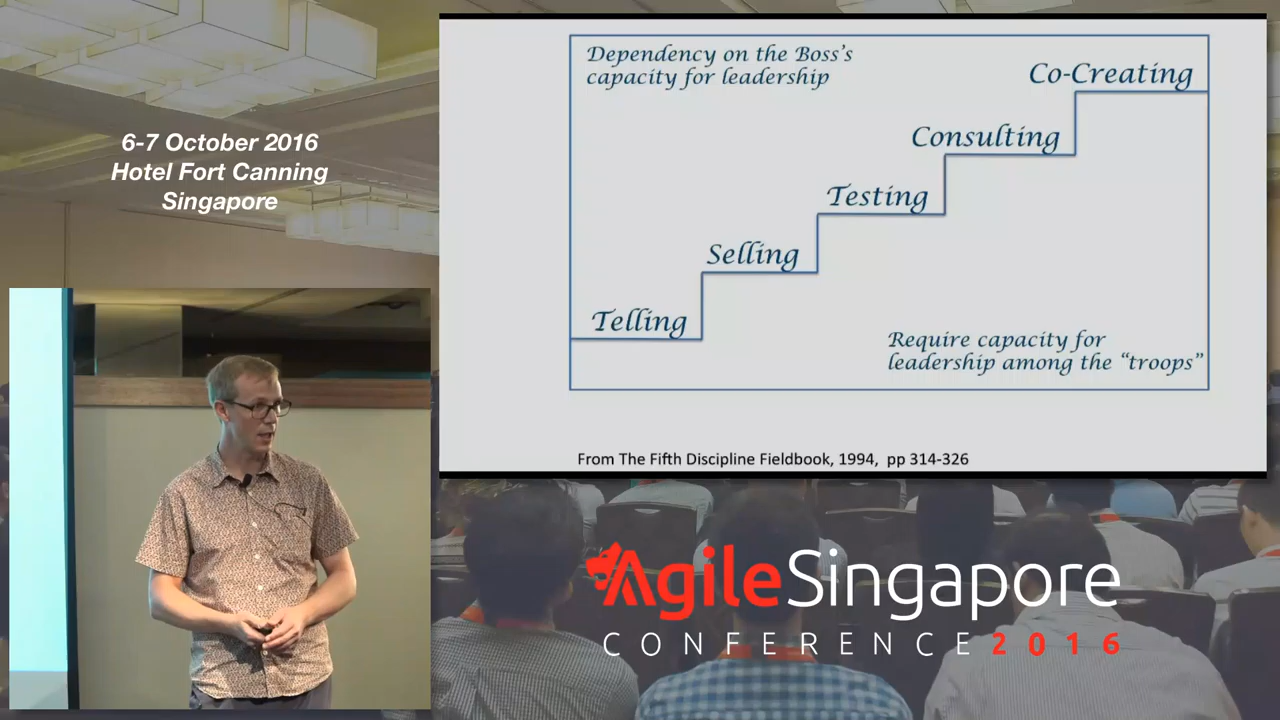 6-7 October 2016
Hotel Fort Canning
Singapore
Dependency on the Boss's
capacity for leadership
Co-Creating
Consulting
Testing
Selling
Telling
Require capacity for
leadership among the “troops”
From The Fifth Discipline Fieldbook, 1994, pp 314-326
AgileSingapore
CONFERENCE 2016